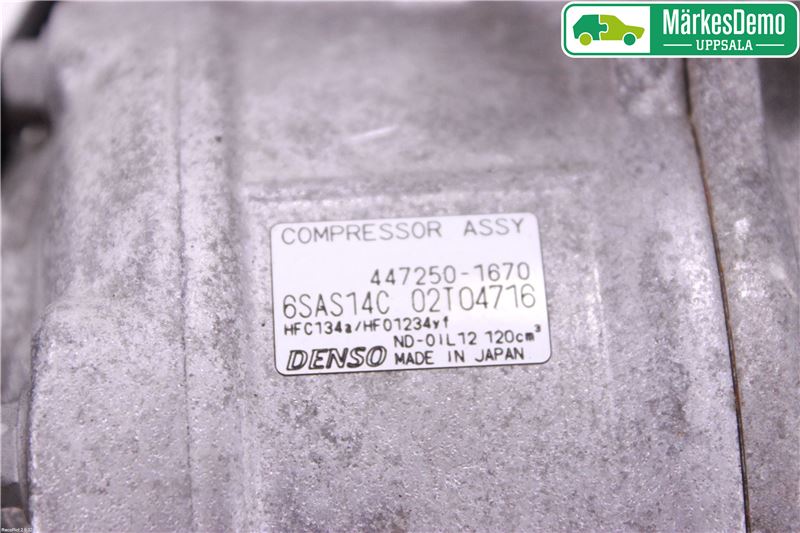 MärkesDemo
UPPSALA
COMPRESSOR ASSY
447250-1670
6SAS14C 02T04716
HFC134a/HFO1234yf
ND-OIL12 120cm³
DENSO MADE IN JAPAN